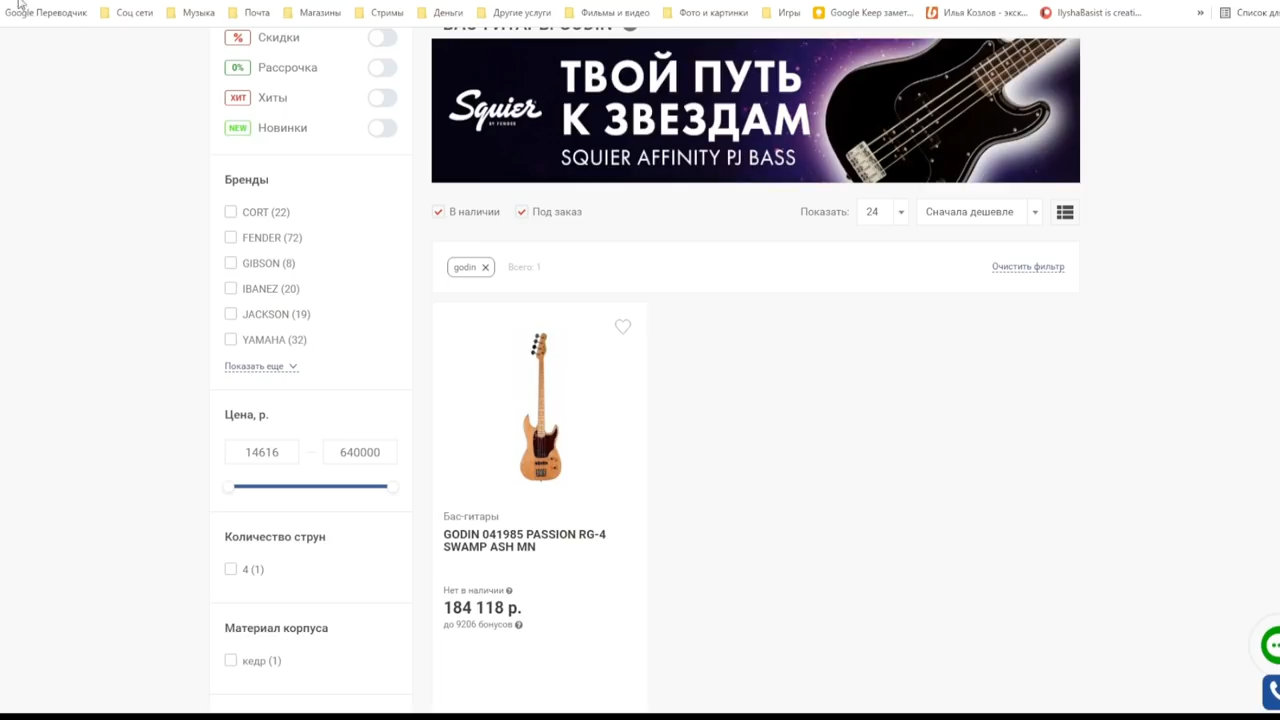 Google Переводчик
Соц сети
Музыка
Почта
Магазины
Стримы
Деньги
Другие услуги
Фильмы и видео
Фото и картинки
Игры
Google Keep замет...
Илья Козлов - экск...
IlyshaBasist is creati...
»
Список для
% Скидки
0% Рассрочка
ХИТ Хиты
NEW Новинки
Бренды
CORT (22)
FENDER (72)
GIBSON (8)
IBANEZ (20)
JACKSON (19)
YAMAHA (32)
Показать еще
Цена, р.
14616 — 640000
Количество струн
4 (1)
Материал корпуса
кедр (1)
БАС-ГИТАРЫ GODIN
Squier
BY FENDER
ТВОЙ ПУТЬ
К ЗВЕЗДАМ
SQUIER AFFINITY PJ BASS
В наличии
Под заказ
Показать: 24
Сначала дешевле
godin
Всего: 1
Очистить фильтр
Бас-гитары
GODIN 041985 PASSION RG-4
SWAMP ASH MN
Нет в наличии
184 118 р.
до 9206 бонусов